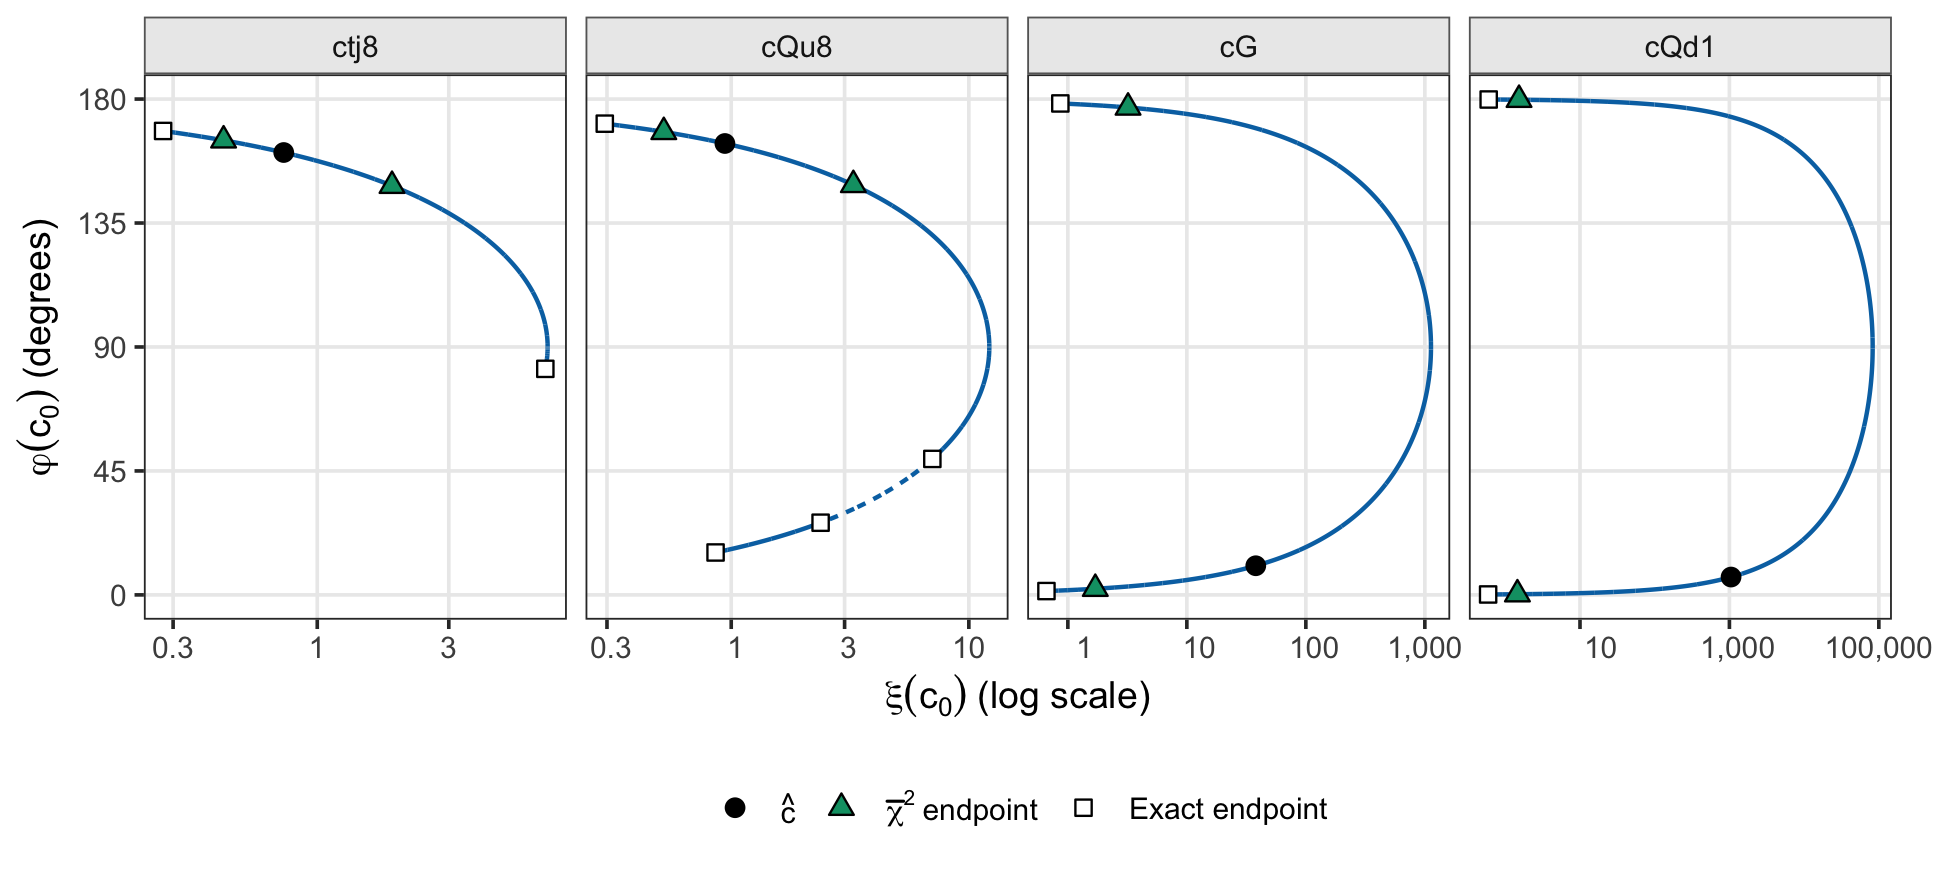 ctj8 cQu8 cG cQd1
180
135
90
45
0
φ(c₀) (degrees)
0.3 1 3 0.3 1 3 10 1 10 100 1,000 10 1,000 100,000
ξ(c₀) (log scale)
ĉ χ̅² endpoint Exact endpoint